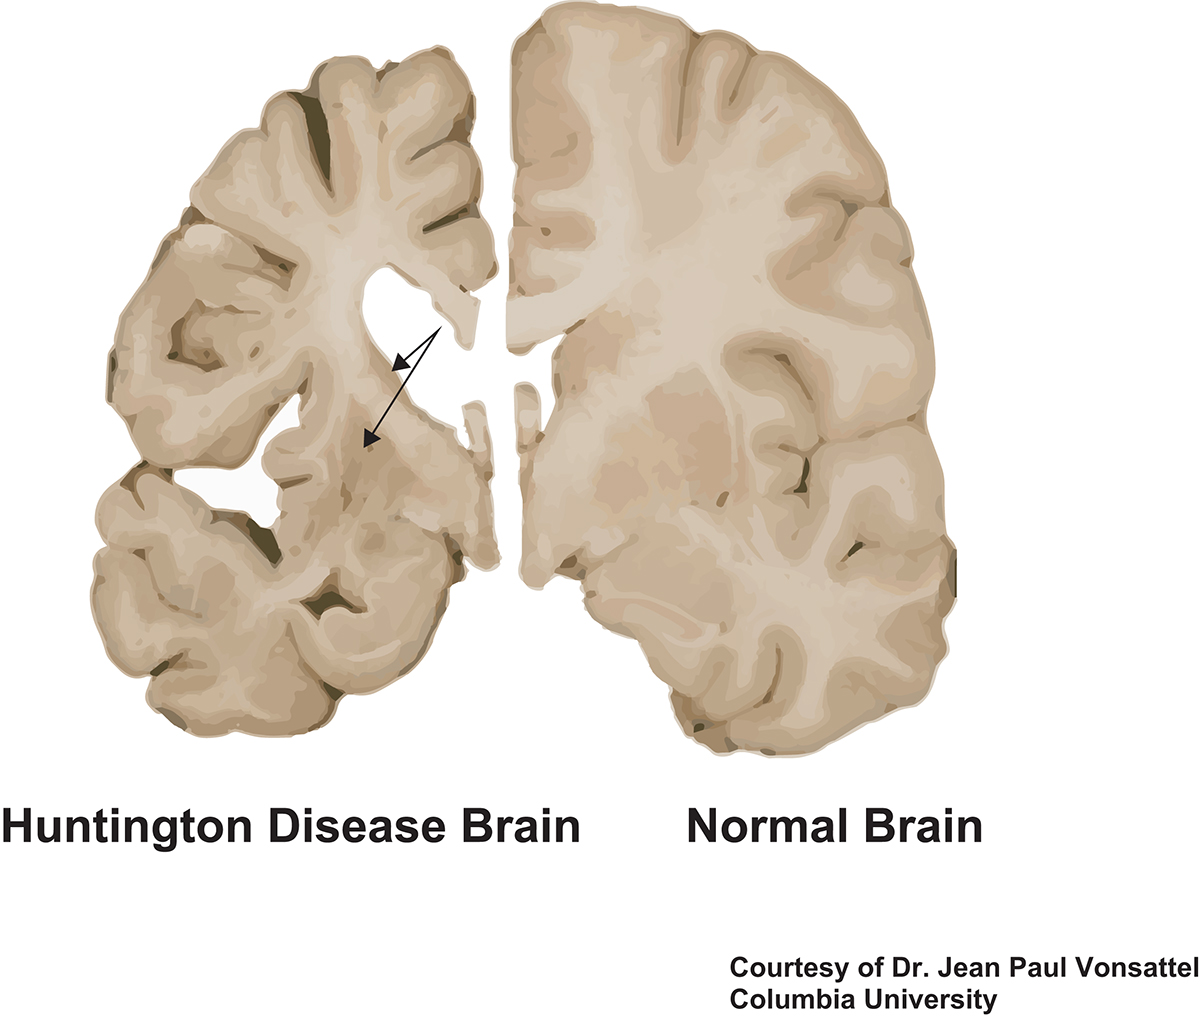 Huntington Disease Brain
Normal Brain
Courtesy of Dr. Jean Paul Vonsattel
Columbia University